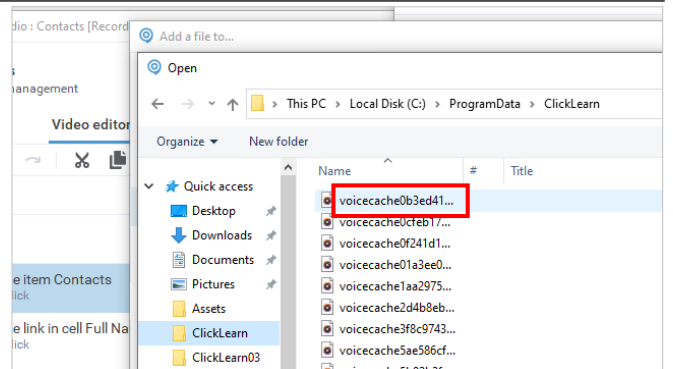 dio : Contacts [Record
Add a file to...
Open
anagement
This PC > Local Disk (C:) > ProgramData > ClickLearn
Video editor
Organize
New folder
Name
#
Title
Quick access
Desktop
Downloads
Documents
Pictures
Assets
ClickLearn
ClickLearn03
voicecache0b3ed41...
voicecache0cfeb17...
voicecache0f241d1...
voicecache01a3ee0...
voicecache1aa2975...
voicecache2d4b8eb...
voicecache3f8c9743...
voicecache5ae586cf...
e item Contacts
lick
e link in cell Full Na
lick